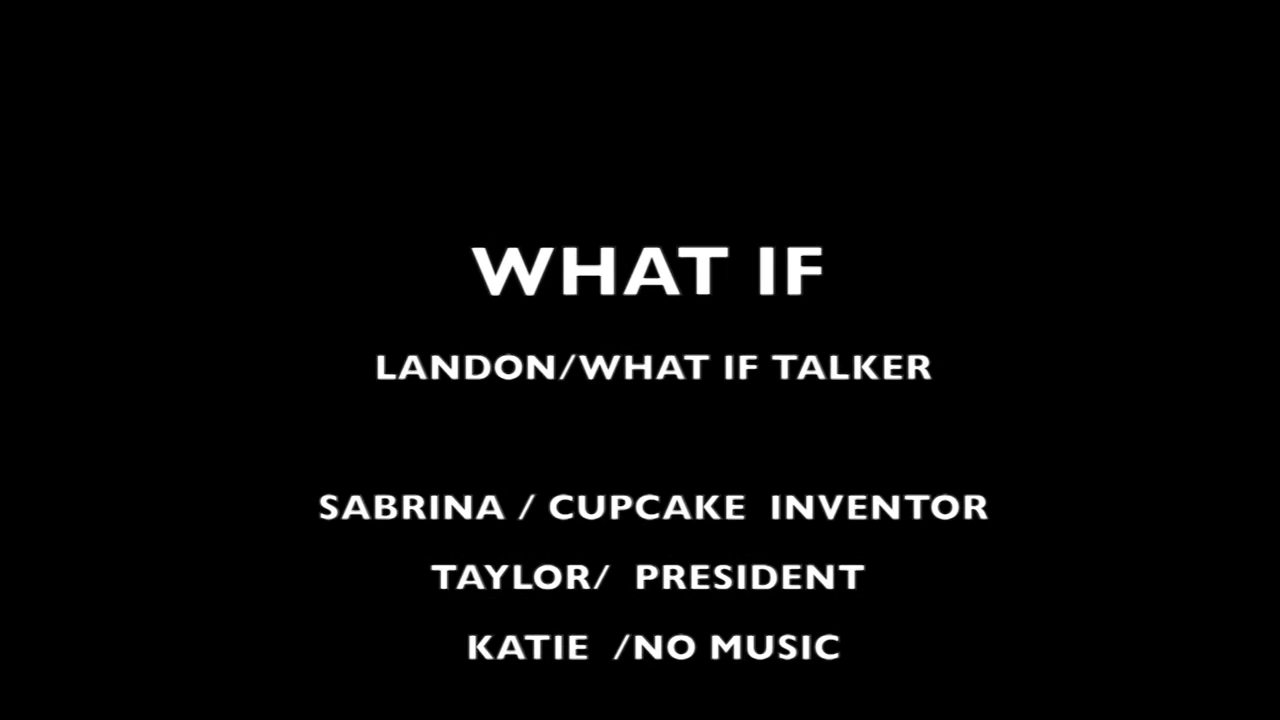 WHAT IF
LANDON/WHAT IF TALKER
SABRINA / CUPCAKE  INVENTOR
TAYLOR/  PRESIDENT
KATIE  /NO MUSIC